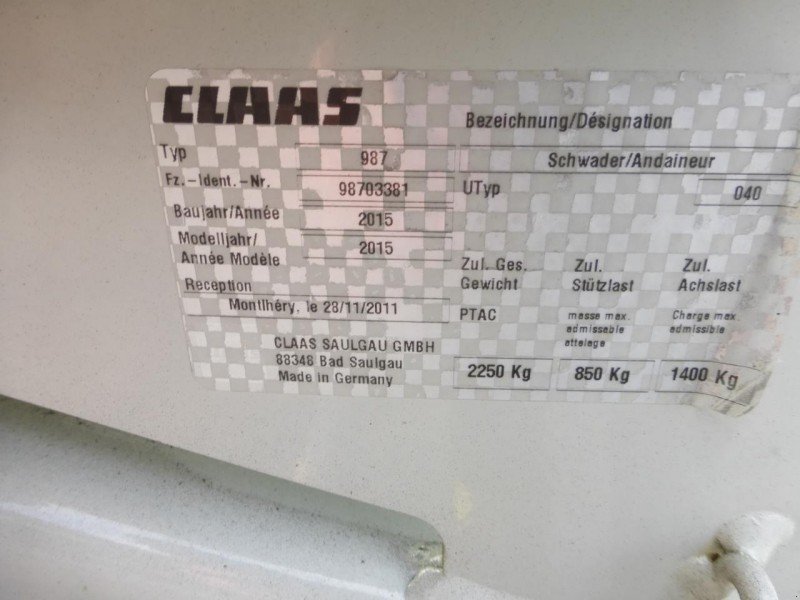 CLAAS
Bezeichnung/Désignation
Typ 987 Schwader/Andaineur
Fz.-Ident.-Nr. 98703381 UTyp 040
Baujahr/Année 2015
Modelljahr/
Année Modèle 2015
Reception
Montlhéry, le 28/11/2011
Zul. Ges. Zul. Zul.
Gewicht Stützlast Achslast
PTAC masse max. Charge max.
admissable admissible
attelage
2250 Kg 850 Kg 1400 Kg
CLAAS SAULGAU GMBH
88348 Bad Saulgau
Made in Germany